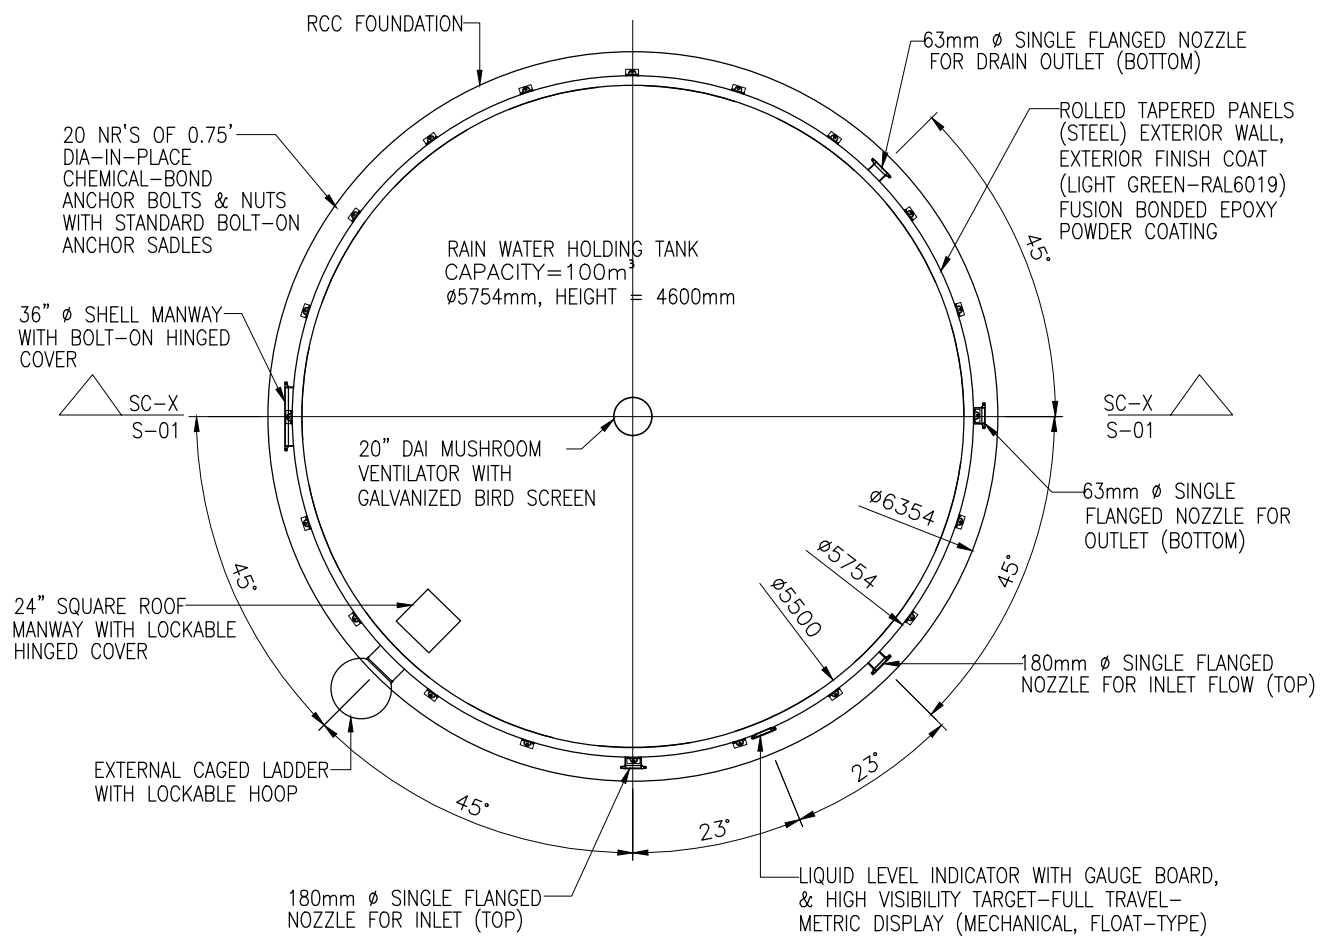 RCC FOUNDATION
63mm ø SINGLE FLANGED NOZZLE
FOR DRAIN OUTLET (BOTTOM)
ROLLED TAPERED PANELS
(STEEL) EXTERIOR WALL,
EXTERIOR FINISH COAT
(LIGHT GREEN-RAL6019)
FUSION BONDED EPOXY
POWDER COATING
20 NR'S OF 0.75'
DIA-IN-PLACE
CHEMICAL-BOND
ANCHOR BOLTS & NUTS
WITH STANDARD BOLT-ON
ANCHOR SADLES
45°
RAIN WATER HOLDING TANK
CAPACITY=100m³
ø5754mm, HEIGHT = 4600mm
36" ø SHELL MANWAY
WITH BOLT-ON HINGED
COVER
SC-X
S-01
SC-X
S-01
20" DAI MUSHROOM
VENTILATOR WITH
GALVANIZED BIRD SCREEN
63mm ø SINGLE
FLANGED NOZZLE FOR
OUTLET (BOTTOM)
ø6354
ø5754
ø5500
45°
45°
24" SQUARE ROOF
MANWAY WITH LOCKABLE
HINGED COVER
180mm ø SINGLE FLANGED
NOZZLE FOR INLET FLOW (TOP)
EXTERNAL CAGED LADDER
WITH LOCKABLE HOOP
45°
23°
23°
180mm ø SINGLE FLANGED
NOZZLE FOR INLET (TOP)
LIQUID LEVEL INDICATOR WITH GAUGE BOARD,
& HIGH VISIBILITY TARGET-FULL TRAVEL-
METRIC DISPLAY (MECHANICAL, FLOAT-TYPE)